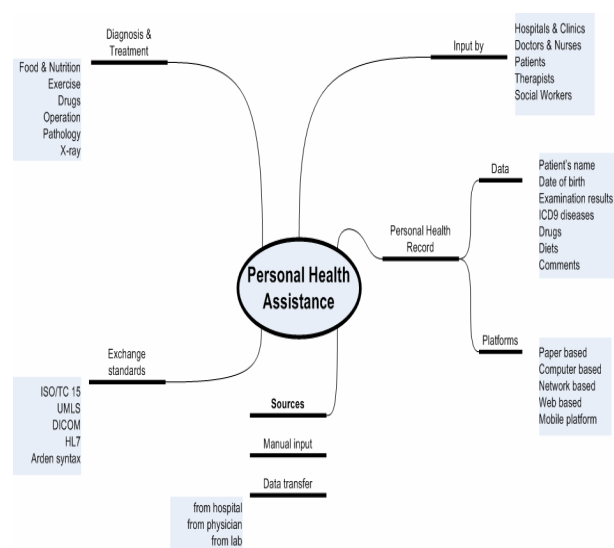 Diagnosis &
Treatment
Food & Nutrition
Exercise
Drugs
Operation
Pathology
X-ray
Input by
Hospitals & Clinics
Doctors & Nurses
Patients
Therapists
Social Workers
Personal Health
Assistance
Personal Health
Record
Data
Patient's name
Date of birth
Examination results
ICD9 diseases
Drugs
Diets
Comments
Platforms
Paper based
Computer based
Network based
Web based
Mobile platform
Exchange
standards
ISO/TC 15
UMLS
DICOM
HL7
Arden syntax
Sources
Manual input
Data transfer
from hospital
from physician
from lab